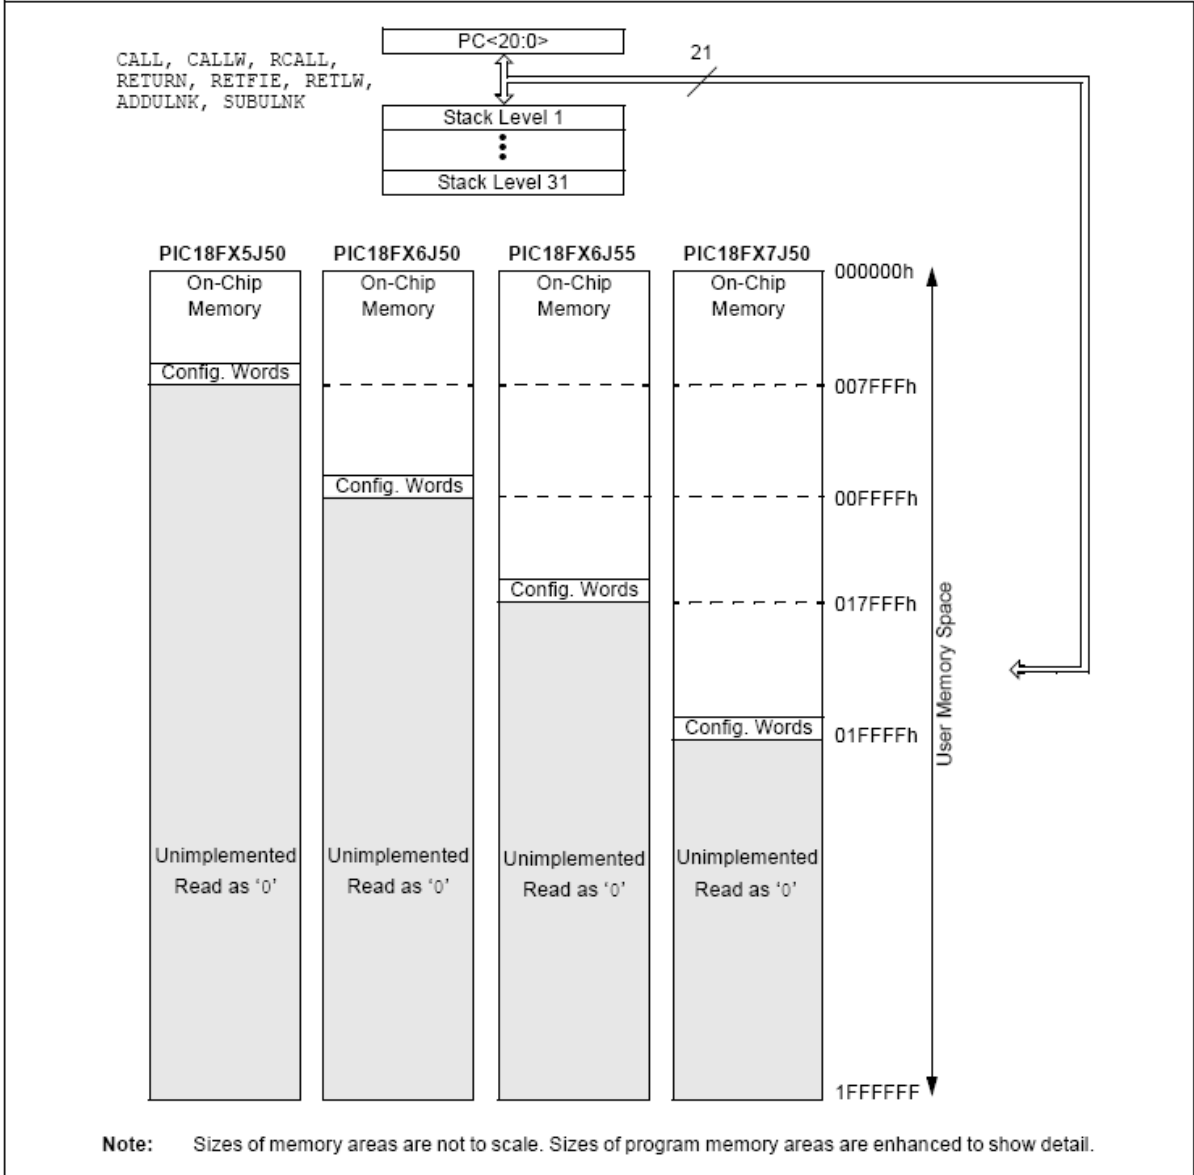 PC<20:0>
21
CALL, CALLW, RCALL,
RETURN, RETFIE, RETLW,
ADDULNK, SUBULNK
Stack Level 1
Stack Level 31
PIC18FX5J50 PIC18FX6J50 PIC18FX6J55 PIC18FX7J50
On-Chip On-Chip On-Chip On-Chip
Memory Memory Memory Memory
000000h
Config. Words
007FFFh
Config. Words
00FFFFh
Config. Words
017FFFh
Config. Words
01FFFFh
User Memory Space
Unimplemented Unimplemented Unimplemented Unimplemented
Read as ‘0’ Read as ‘0’ Read as ‘0’ Read as ‘0’
1FFFFFF
Note: Sizes of memory areas are not to scale. Sizes of program memory areas are enhanced to show detail.